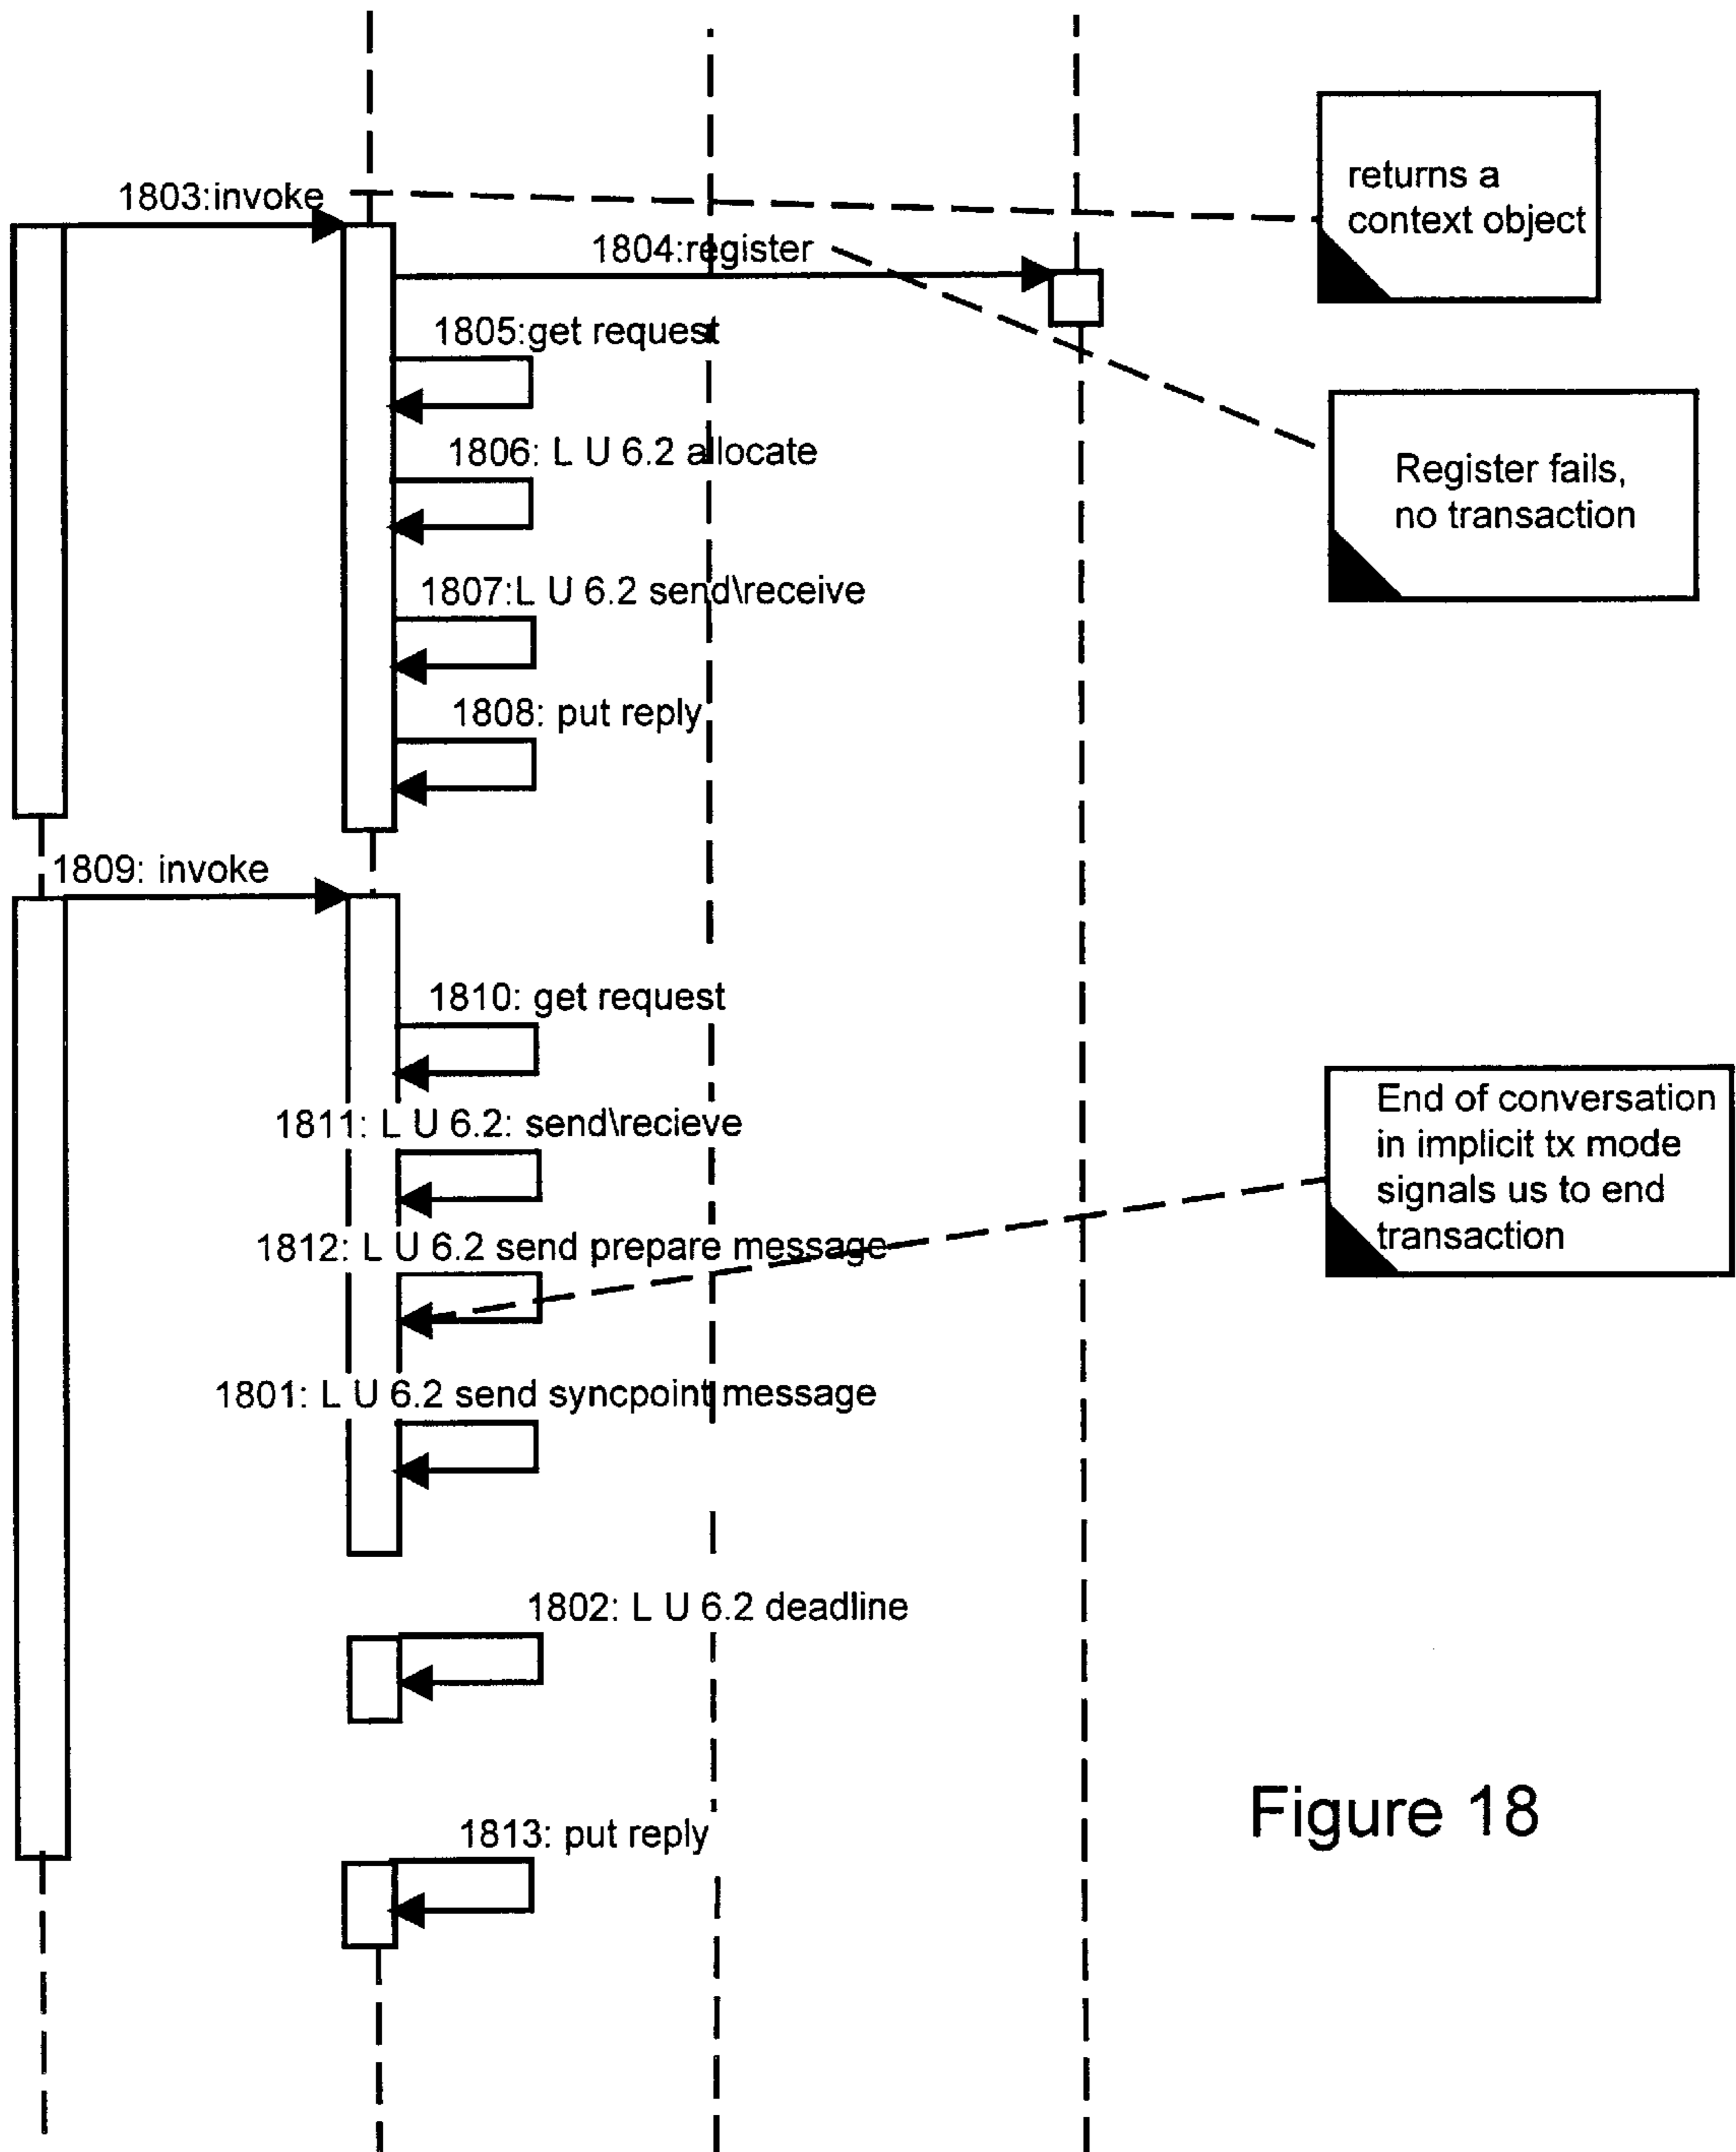 1803:invoke
returns a
context object
1804:register
1805:get request
1806: L U 6.2 allocate
Register fails,
no transaction
1807:L U 6.2 send\receive
1808: put reply
1809: invoke
1810: get request
End of conversation
in implicit tx mode
signals us to end
transaction
1811: L U 6.2: send\recieve
1812: L U 6.2 send prepare message
1801: L U 6.2 send syncpoint message
1802: L U 6.2 deadline
1813: put reply
Figure 18